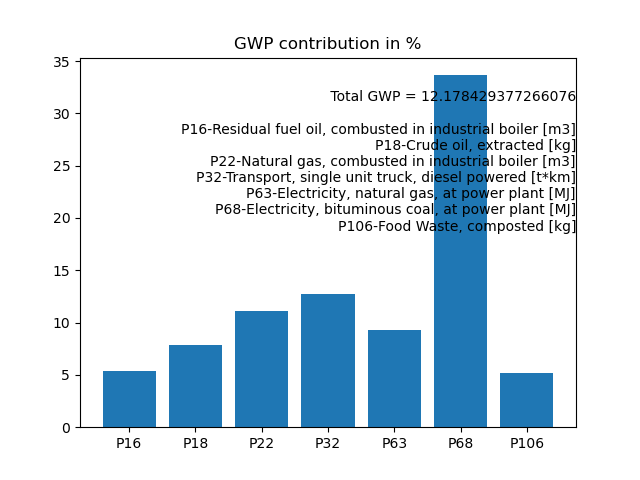 GWP contribution in %
35
30
25
20
15
10
5
0
Total GWP = 12.178429377266076
P16-Residual fuel oil, combusted in industrial boiler [m3]
P18-Crude oil, extracted [kg]
P22-Natural gas, combusted in industrial boiler [m3]
P32-Transport, single unit truck, diesel powered [t*km]
P63-Electricity, natural gas, at power plant [MJ]
P68-Electricity, bituminous coal, at power plant [MJ]
P106-Food Waste, composted [kg]
P16 P18 P22 P32 P63 P68 P106